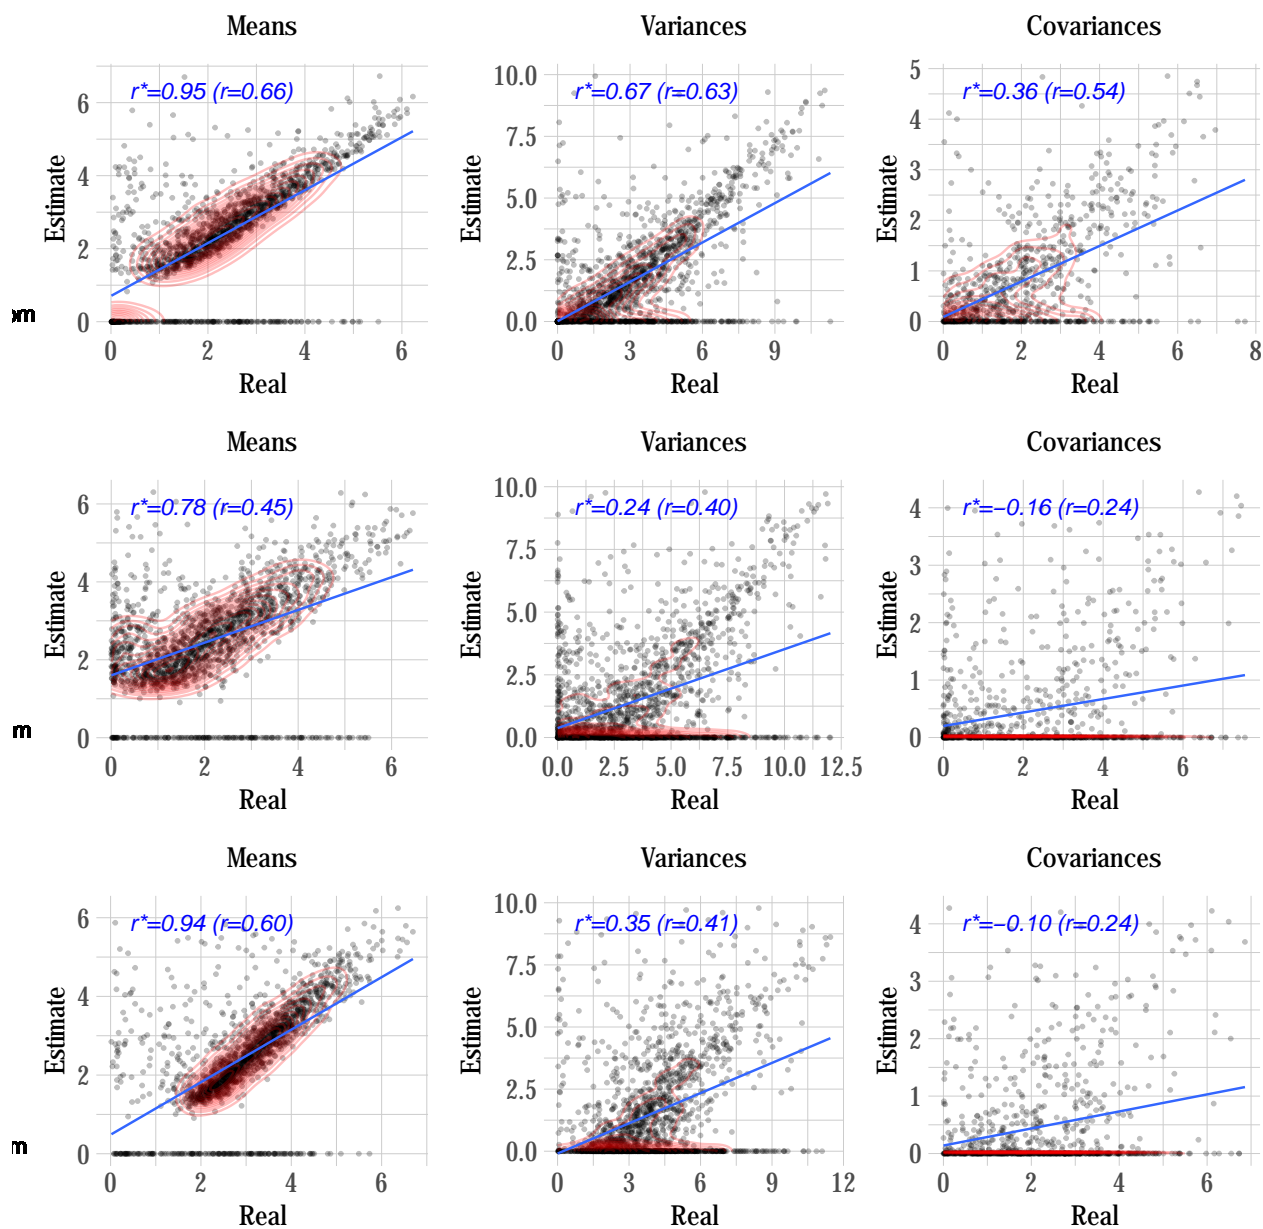 Means
Variances
Covariances
r*=0.95 (r=0.66)
r*=0.67 (r=0.63)
r*=0.36 (r=0.54)
Estimate
Estimate
Estimate
6
4
2
0
10.0
7.5
5.0
2.5
0.0
5
4
3
2
1
0
0 2 4 6
0 3 6 9
0 2 4 6 8
Real
Real
Real
Means
Variances
Covariances
r*=0.78 (r=0.45)
r*=0.24 (r=0.40)
r*=−0.16 (r=0.24)
Estimate
Estimate
Estimate
6
4
2
0
10.0
7.5
5.0
2.5
0.0
4
3
2
1
0
m
0 2 4 6
0.0 2.5 5.0 7.5 10.0 12.5
0 2 4 6
Real
Real
Real
Means
Variances
Covariances
r*=0.94 (r=0.60)
r*=0.35 (r=0.41)
r*=−0.10 (r=0.24)
Estimate
Estimate
Estimate
6
4
2
0
10.0
7.5
5.0
2.5
0.0
4
3
2
1
0
2 4 6
0 3 6 9 12
0 2 4 6
Real
Real
Real